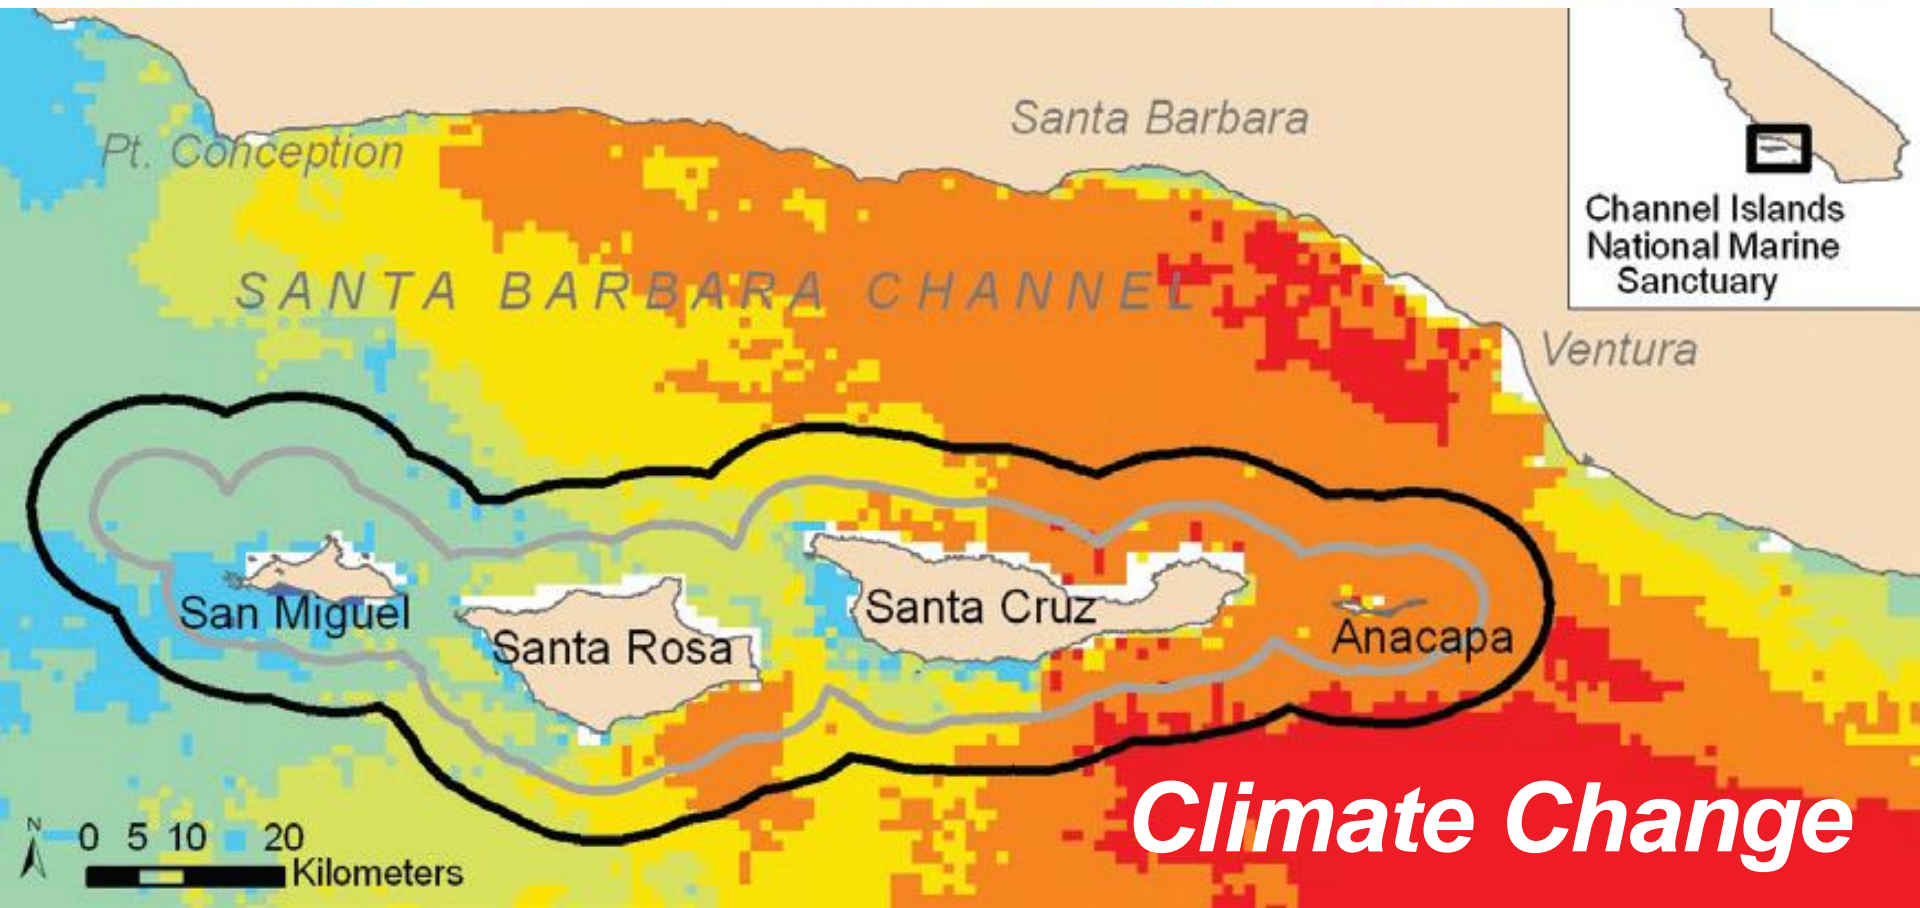 Pt. Conception
Santa Barbara
SANTA BARBARA CHANNEL
Channel Islands
National Marine
Sanctuary
Ventura
San Miguel
Santa Rosa
Santa Cruz
Anacapa
N
0 5 10 20
Kilometers
Climate Change